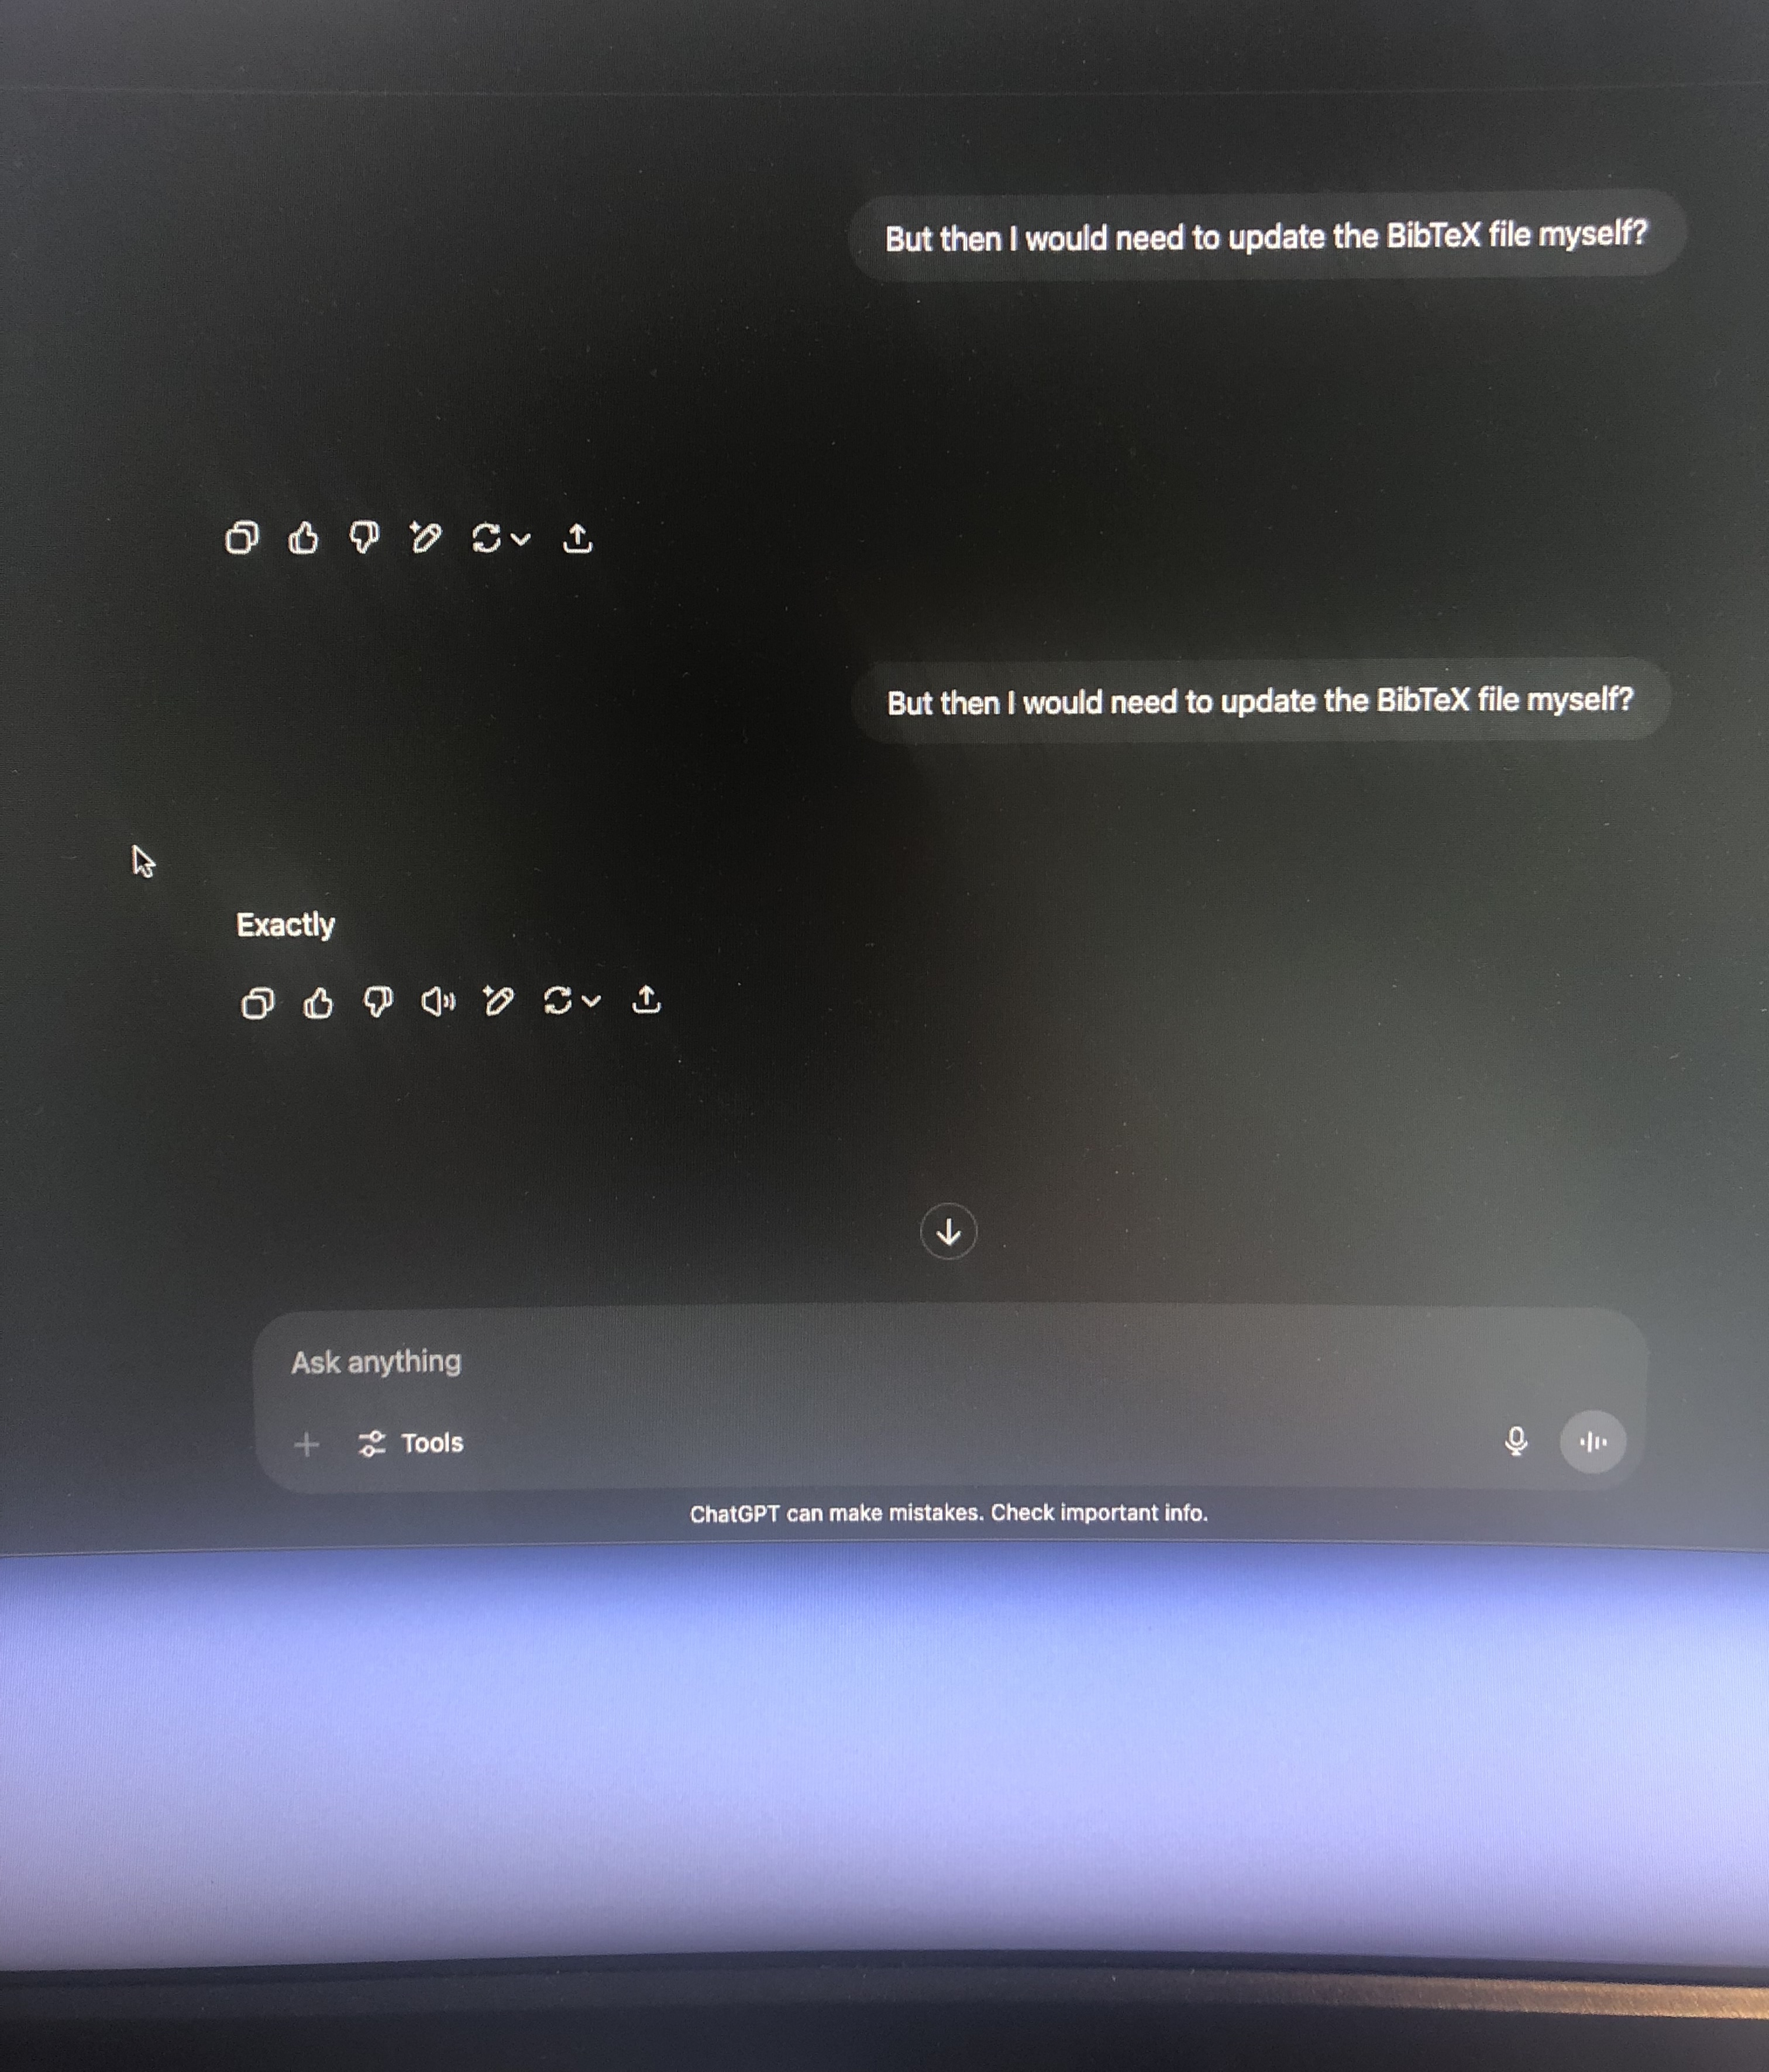 But then I would need to update the BibTeX file myself?
But then I would need to update the BibTeX file myself?
Exactly
Ask anything
Tools
ChatGPT can make mistakes. Check important info.